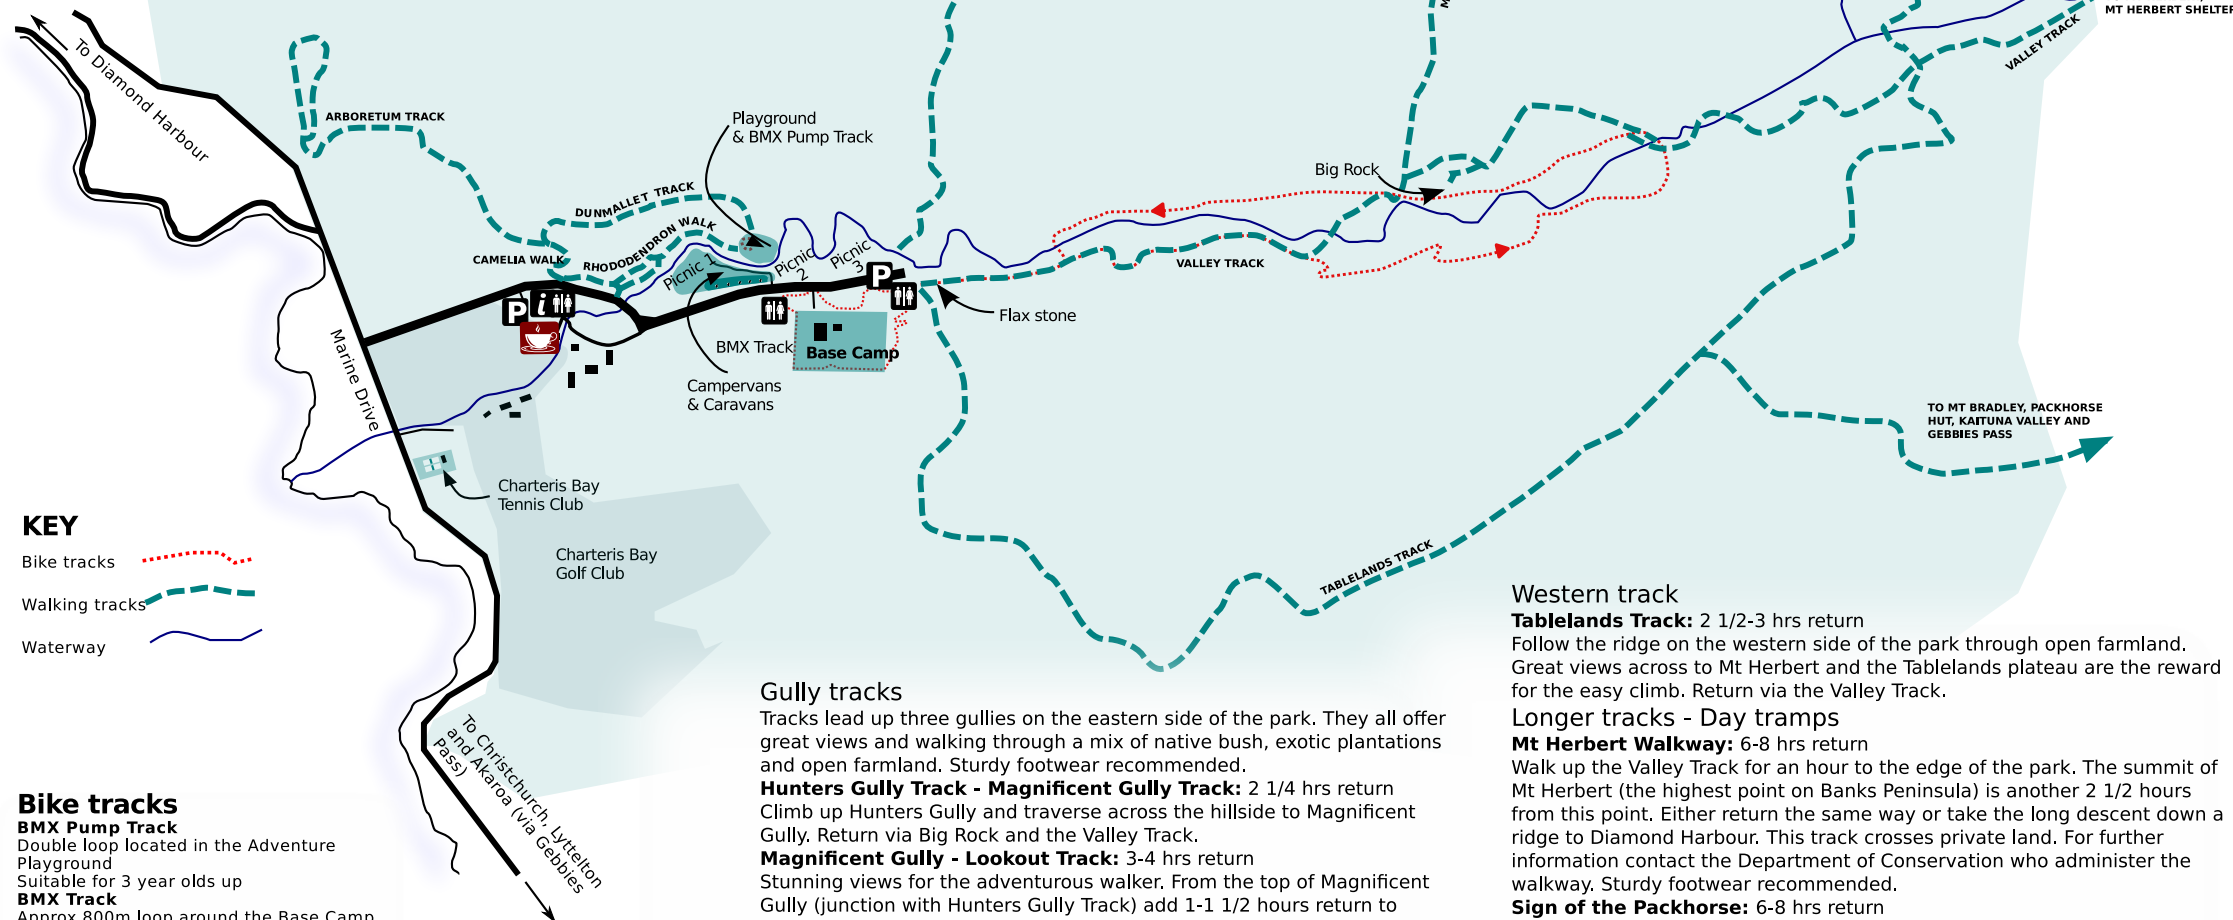 MT HERBERT SHELTER
VALLEY TRACK
To Diamond Harbour
ARBORETUM TRACK
Playground
& BMX Pump Track
Big Rock
DUNMALLET TRACK
RHODODENDRON WALK
CAMELIA WALK
Picnic 1
Picnic
2
Picnic
3
P
VALLEY TRACK
P
i
Flax stone
Marine Drive
BMX Track
Base Camp
Campervans
& Caravans
TO MT BRADLEY, PACKHORSE
HUT, KAITUNA VALLEY AND
GEBBIES PASS
Charteris Bay
Tennis Club
Charteris Bay
Golf Club
TABLELANDS TRACK
KEY
Bike tracks
Walking tracks
Waterway
To Christchurch, Lyttelton
and Akaroa (via Gebbies
Pass)
Bike tracks
BMX Pump Track
Double loop located in the Adventure
Playground
Suitable for 3 year olds up
BMX Track
Approx 800m loop around the Base Camp
Gully tracks
Tracks lead up three gullies on the eastern side of the park. They all offer
great views and walking through a mix of native bush, exotic plantations
and open farmland. Sturdy footwear recommended.
Hunters Gully Track - Magnificent Gully Track: 2 1/4 hrs return
Climb up Hunters Gully and traverse across the hillside to Magnificent
Gully. Return via Big Rock and the Valley Track.
Magnificent Gully - Lookout Track: 3-4 hrs return
Stunning views for the adventurous walker. From the top of Magnificent
Gully (junction with Hunters Gully Track) add 1-1 1/2 hours return to
Western track
Tablelands Track: 2 1/2-3 hrs return
Follow the ridge on the western side of the park through open farmland.
Great views across to Mt Herbert and the Tablelands plateau are the reward
for the easy climb. Return via the Valley Track.
Longer tracks - Day tramps
Mt Herbert Walkway: 6-8 hrs return
Walk up the Valley Track for an hour to the edge of the park. The summit of
Mt Herbert (the highest point on Banks Peninsula) is another 2 1/2 hours
from this point. Either return the same way or take the long descent down a
ridge to Diamond Harbour. This track crosses private land. For further
information contact the Department of Conservation who administer the
walkway. Sturdy footwear recommended.
Sign of the Packhorse: 6-8 hrs return